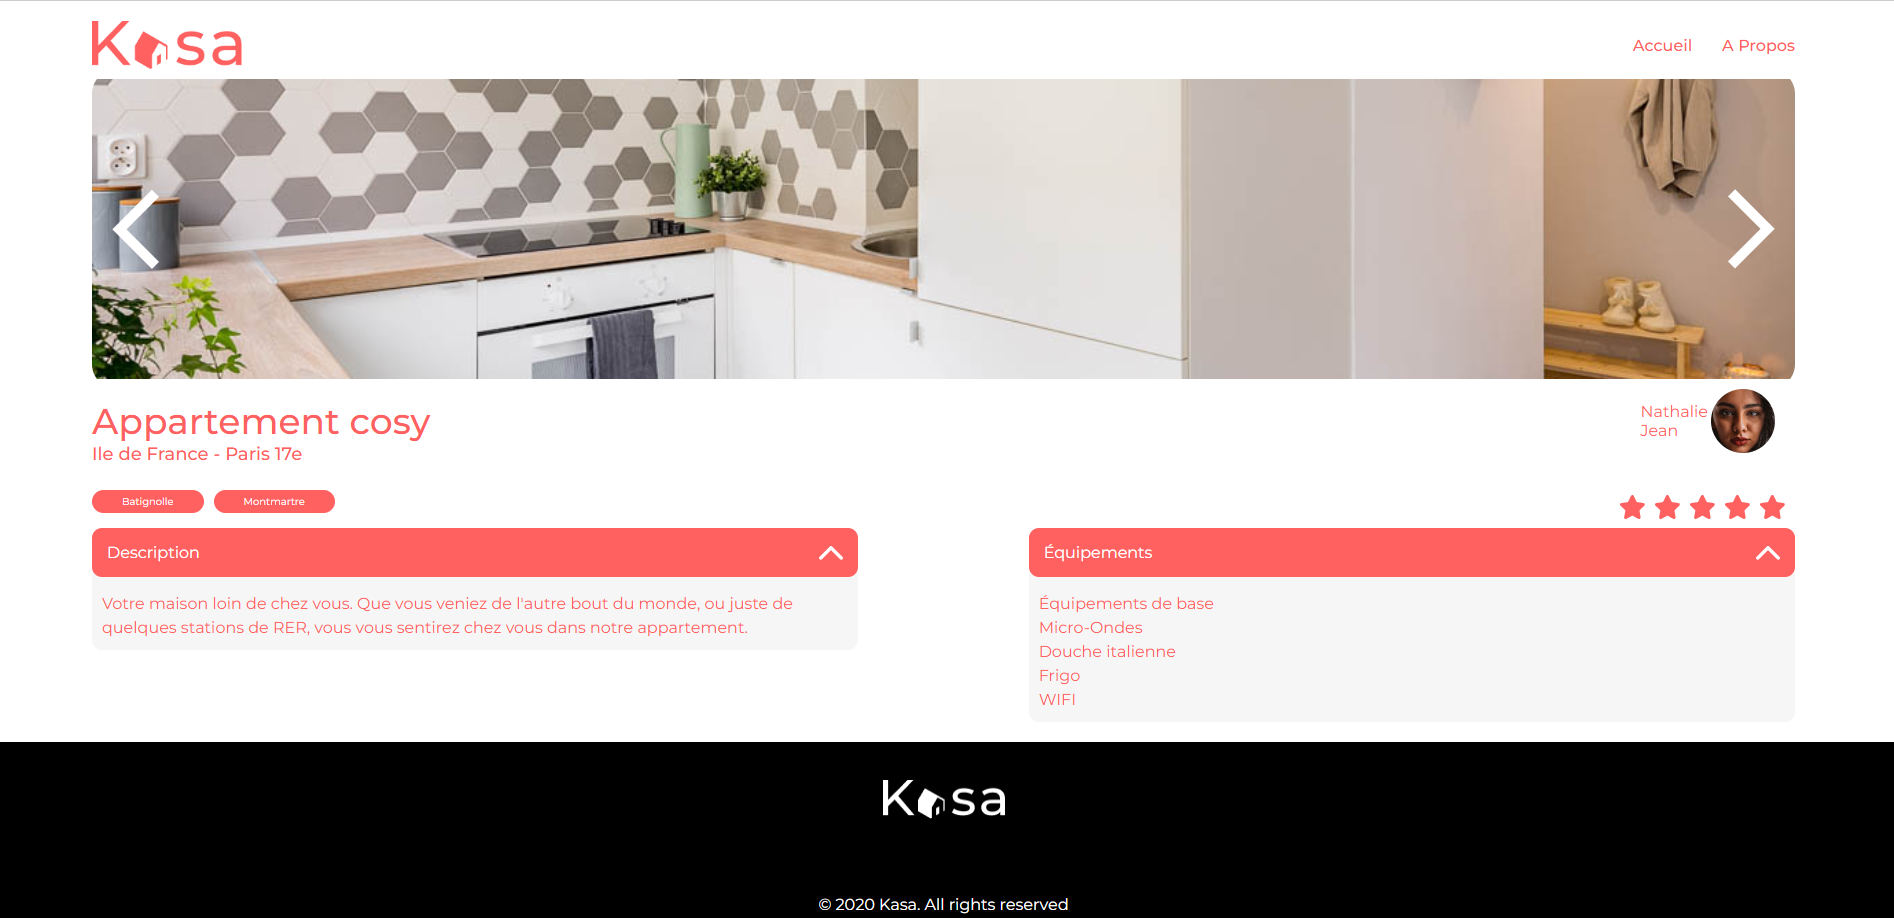 Kasa
Accueil
A Propos
Appartement cosy
Ile de France - Paris 17e
Nathalie
Jean
Batignolle
Montmartre
Description
Votre maison loin de chez vous. Que vous veniez de l'autre bout du monde, ou juste de
quelques stations de RER, vous vous sentirez chez vous dans notre appartement.
Équipements
Équipements de base
Micro-Ondes
Douche italienne
Frigo
WIFI
Kasa
© 2020 Kasa. All rights reserved